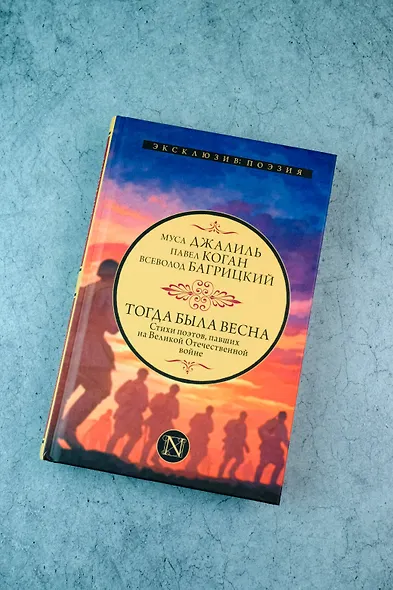 ЭКСКЛЮЗИВ: ПОЭЗИЯ
МУСА ДЖАЛИЛЬ
ПАВЕЛ КОГАН
ВСЕВОЛОД БАГРИЦКИЙ
ТОГДА БЫЛА ВЕСНА
Стихи поэтов, павших
на Великой Отечественной
войне
N